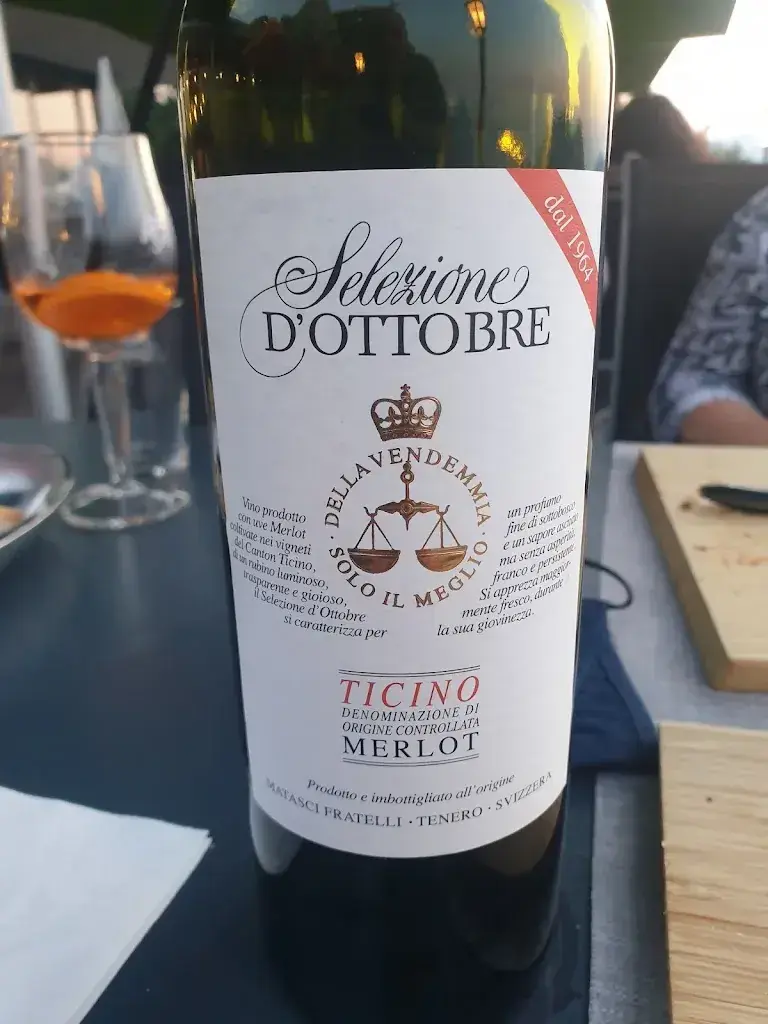 dal 1964
Selezione
D'OTTOBRE
DELLA VENDEMMIA
· SOLO IL MEGLIO ·
Vino prodotto
con uve Merlot
coltivate nei vigneti
del Canton Ticino,
di un rubino luminoso,
trasparente e gioioso,
il Selezione d'Ottobre
si caratterizza per
un profumo
fine di sottobosco
e un sapore asciutto
ma senza asperità,
franco e persistente.
Si apprezza maggior-
mente fresco, durante
la sua giovinezza.
TICINO
DENOMINAZIONE DI
ORIGINE CONTROLLATA
MERLOT
Prodotto e imbottigliato all'origine
MATASCI FRATELLI · TENERO · SVIZZERA